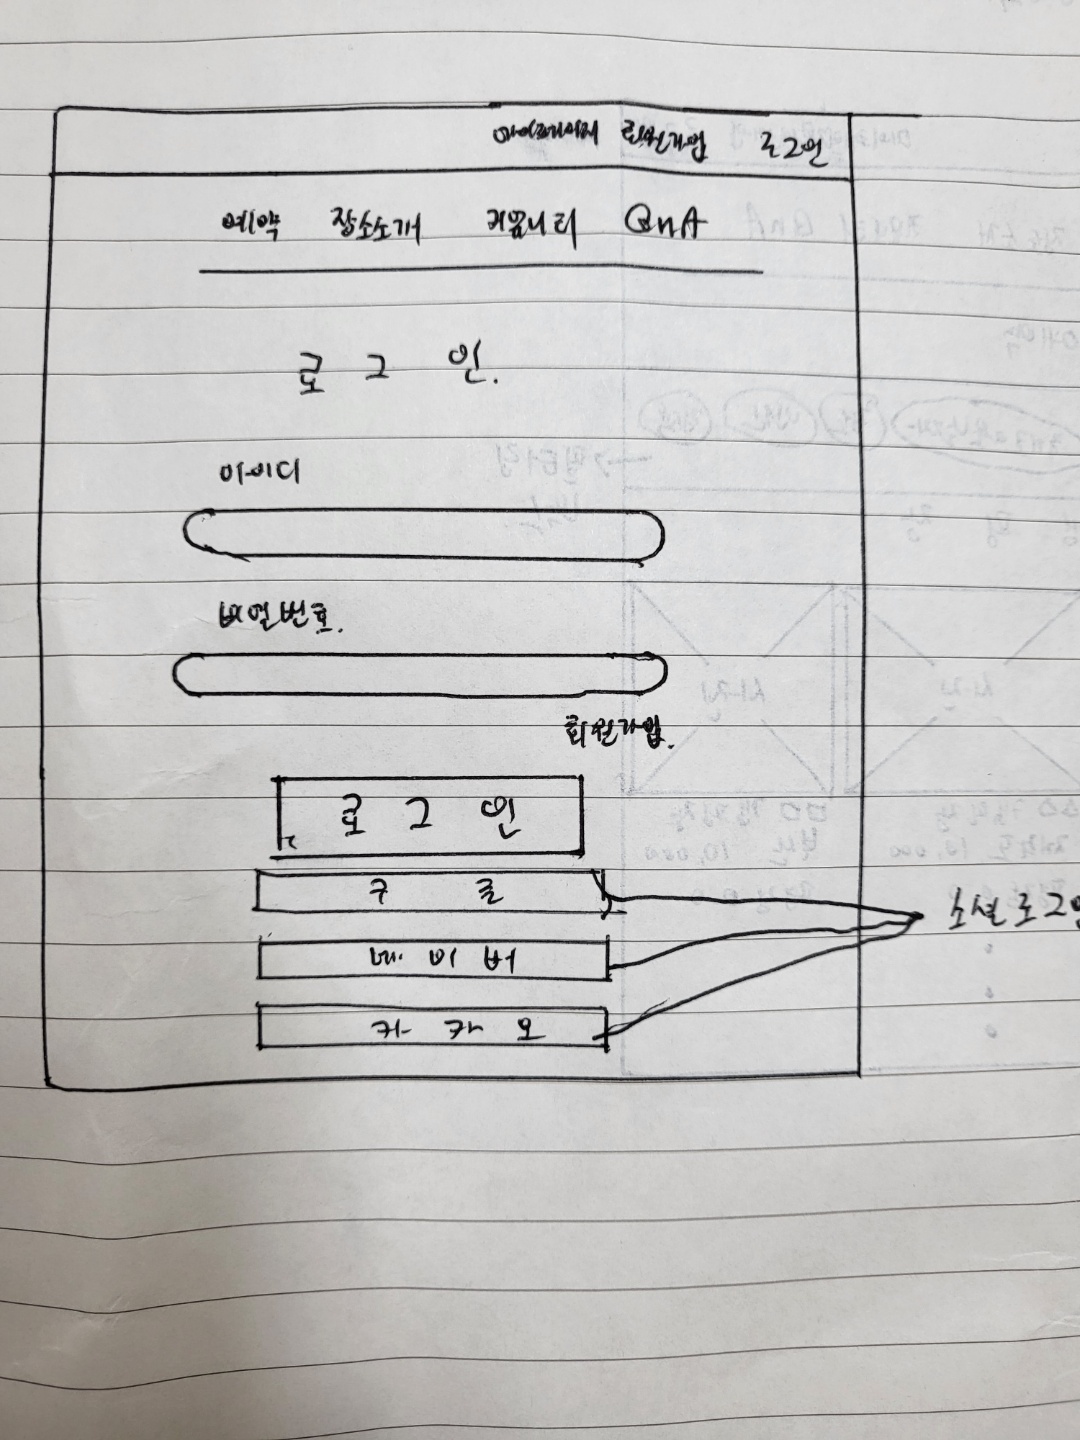 마이페이지 회원가입 로그인
예약 장소소개 커뮤니티 QnA
로 그 인.
아이디
비밀번호.
회원가입.
로 그 인
구 글
네 이 버
카 카 오
소셜로그인